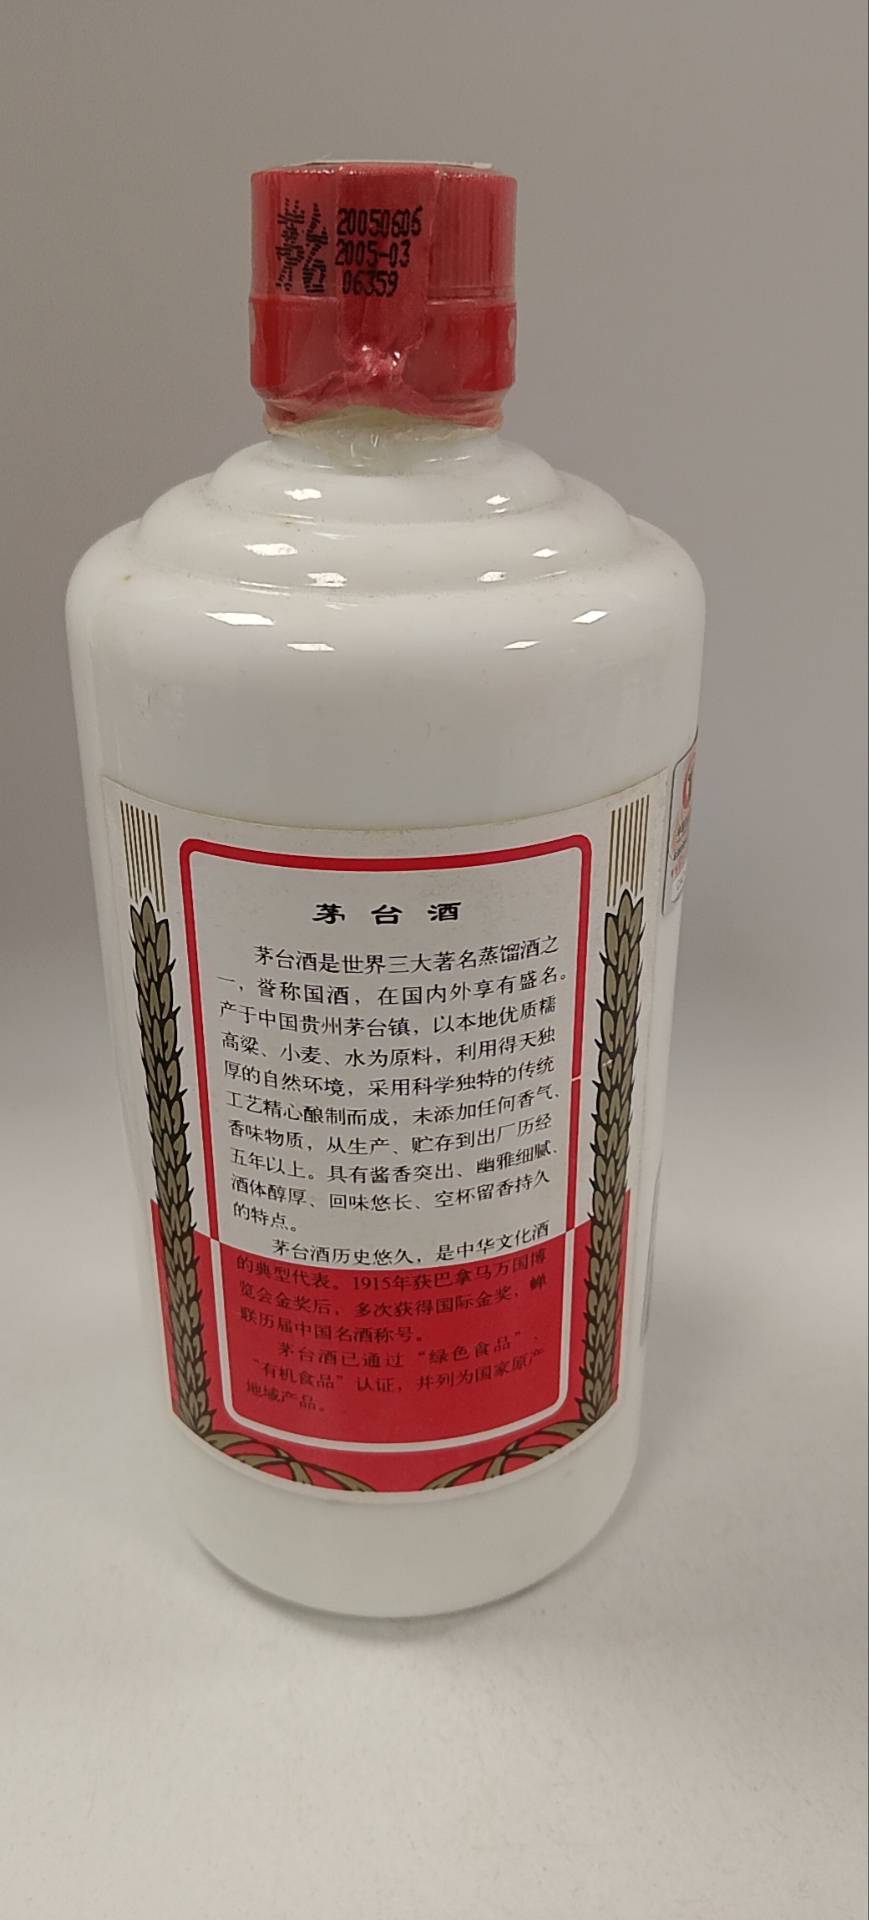 茅台
20050606
2005-03
06359
茅台酒
茅台酒是世界三大著名蒸馏酒之
一，誉称国酒，在国内外享有盛名。
产于中国贵州茅台镇，以本地优质糯
高粱、小麦、水为原料，利用得天独
厚的自然环境，采用科学独特的传统
工艺精心酿制而成，未添加任何香气、
香味物质，从生产、贮存到出厂历经
五年以上。具有酱香突出、幽雅细腻、
酒体醇厚、回味悠长、空杯留香持久
的特点。
茅台酒历史悠久，是中华文化酒
的典型代表。1915年获巴拿马万国博
览会金奖后，多次获得国际金奖，蝉
联历届中国名酒称号。
茅台酒已通过“绿色食品”、
“有机食品”认证，并列为国家原产
地域产品。